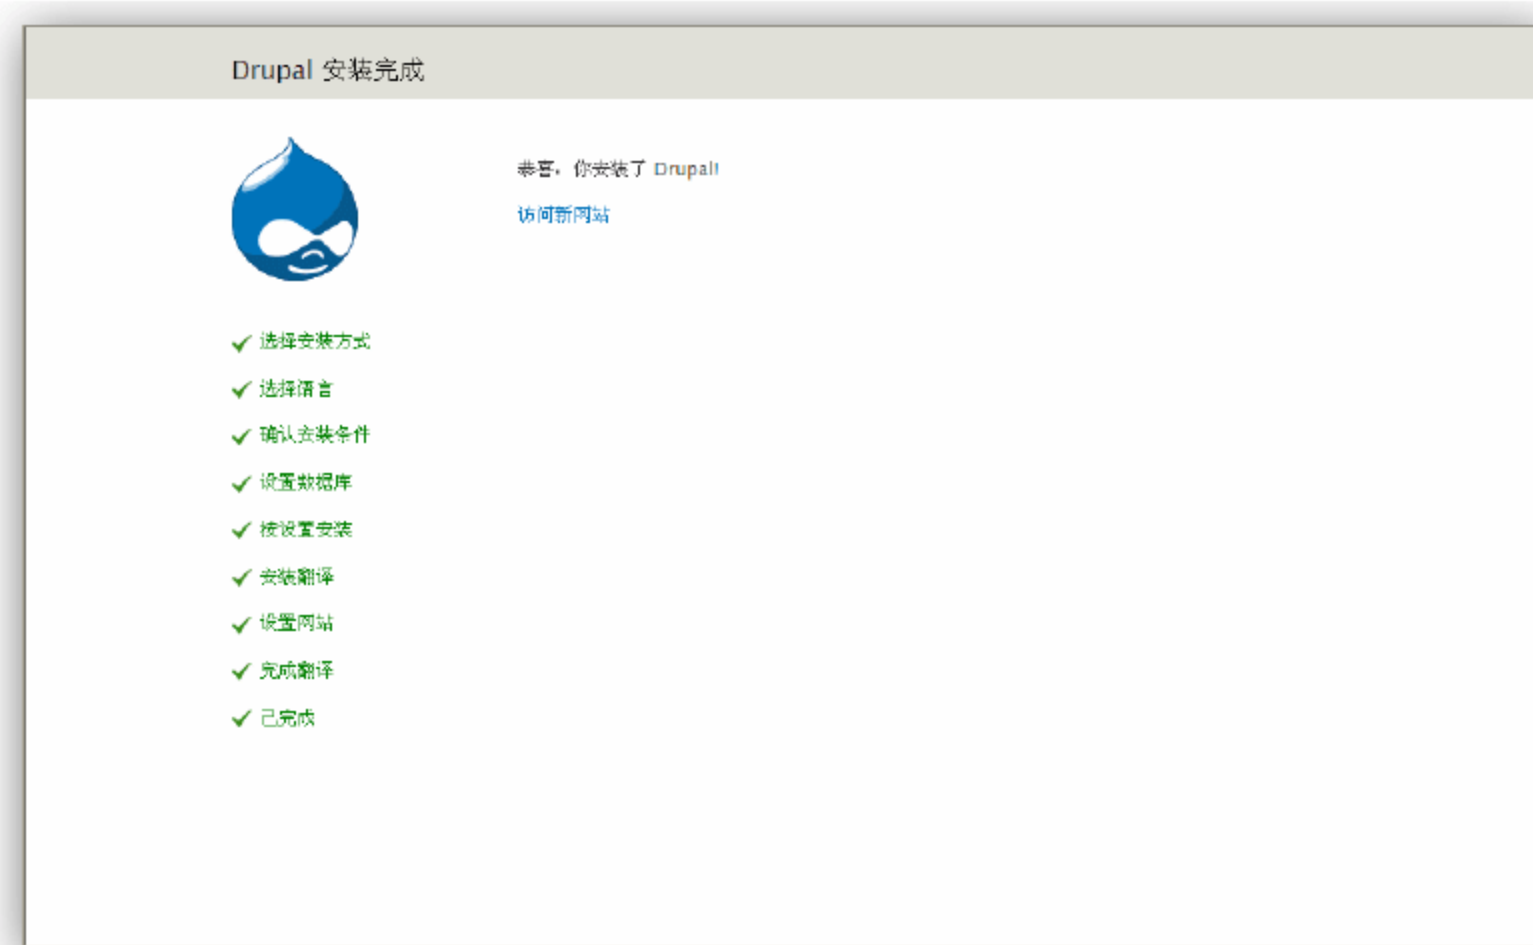 Drupal 安装完成
恭喜，你安装了 Drupal!
访问新网站
选择安装方式
选择语言
确认安装条件
设置数据库
按设置安装
安装翻译
设置网站
完成翻译
已完成